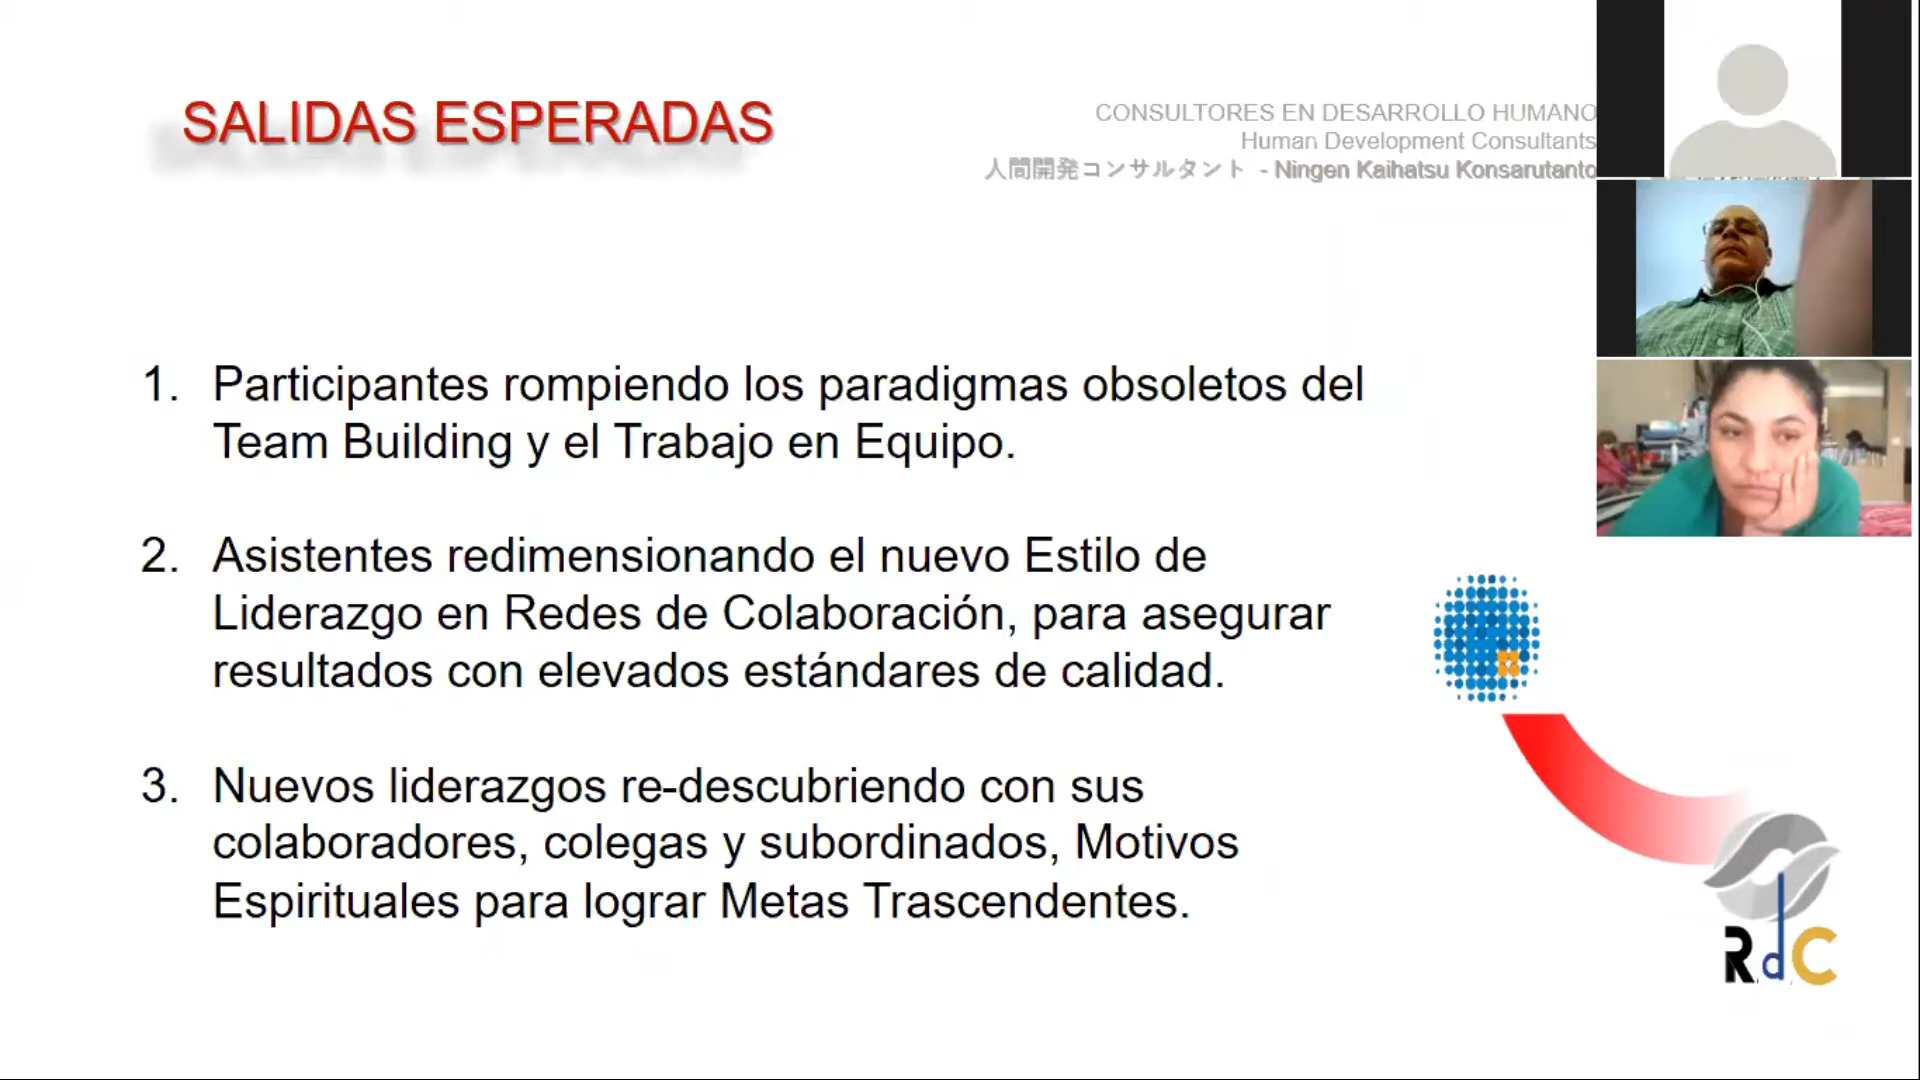 SALIDAS ESPERADAS
CONSULTORES EN DESARROLLO HUMANO
Human Development Consultants
人間開発コンサルタント - Ningen Kaihatsu Konsarutanto
1. Participantes rompiendo los paradigmas obsoletos del
Team Building y el Trabajo en Equipo.
2. Asistentes redimensionando el nuevo Estilo de
Liderazgo en Redes de Colaboración, para asegurar
resultados con elevados estándares de calidad.
3. Nuevos liderazgos re-descubriendo con sus
colaboradores, colegas y subordinados, Motivos
Espirituales para lograr Metas Trascendentes.
R.d.C